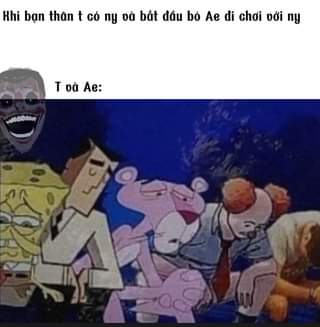 Khi bạn thân t có ny và bắt đầu bỏ Ae đi chơi với ny
T và Ae: